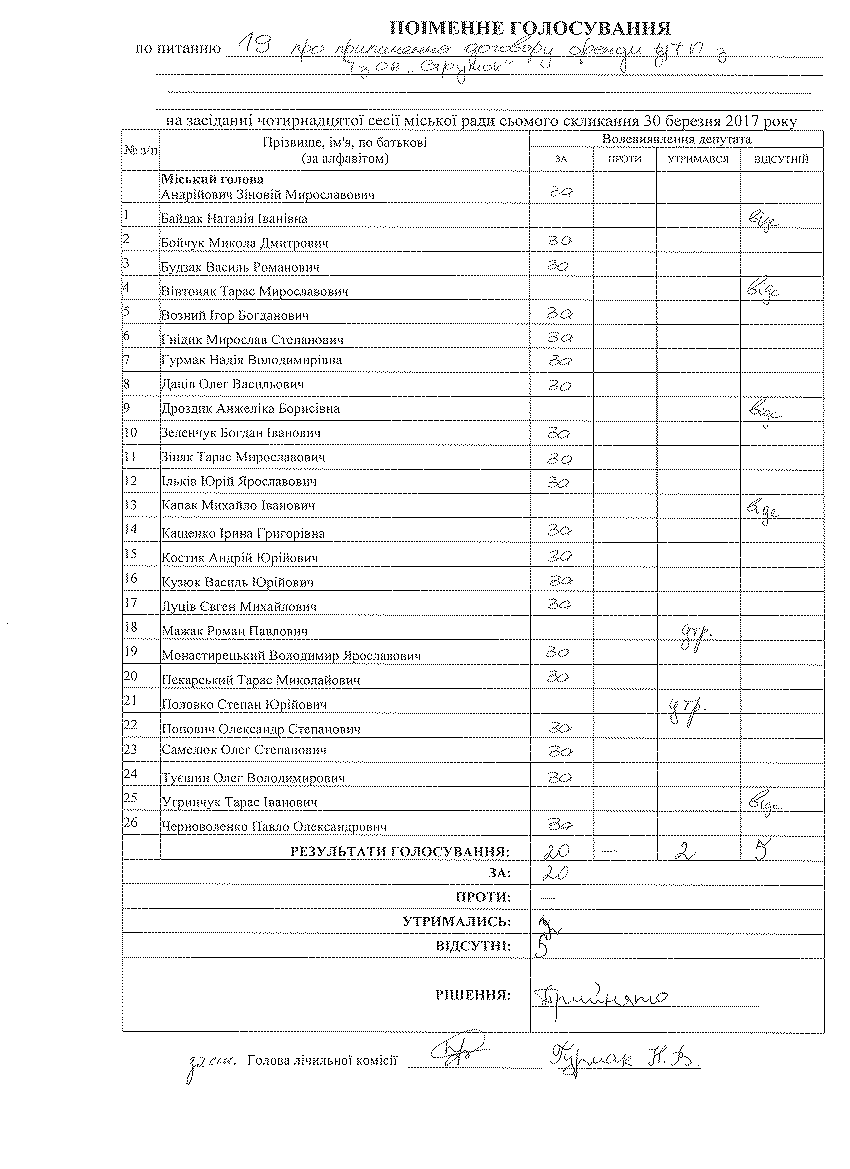 ПОІМЕННЕ ГОЛОСУВАННЯ
по питанню 19 про припинення договору оренди з
ТзОВ „Стружок"
на засіданні чотирнадцятої сесії міської ради сьомого скликання 30 березня 2017 року
№ з/п Прізвище, ім'я, по батькові (за алфавітом) Волевиявлення депутата
ЗА ПРОТИ УТРИМАВСЯ ВІДСУТНІЙ
Міський голова
Андрійович Зіновій Мирославович За
1 Байдак Наталія Іванівна відс
2 Бойчук Микола Дмитрович За
3 Будзак Василь Романович За
4 Вівтоняк Тарас Мирославович відс
5 Возний Ігор Богданович За
6 Гнідик Мирослав Степанович За
7 Гурмак Надія Володимирівна За
8 Даців Олег Васильович За
9 Дроздик Анжеліка Борисівна відс
10 Зеленчук Богдан Іванович За
11 Зіняк Тарас Мирославович За
12 Ільків Юрій Ярославович За
13 Капак Михайло Іванович відс
14 Кащенко Ірина Григорівна За
15 Костик Андрій Юрійович За
16 Кузюк Василь Юрійович За
17 Луців Євген Михайлович За
18 Мажак Роман Павлович утр.
19 Монастирецький Володимир Ярославович За
20 Пекарський Тарас Миколайович За
21 Половко Степан Юрійович утр.
22 Попович Олександр Степанович За
23 Самелюк Олег Степанович За
24 Туєшин Олег Володимирович За
25 Угринчук Тарас Іванович відс
26 Черноволенко Павло Олександрович За
РЕЗУЛЬТАТИ ГОЛОСУВАННЯ: 20 — 2 5
ЗА: 20
ПРОТИ: —
УТРИМАЛИСЬ: 2
ВІДСУТНІ: 5
РІШЕННЯ: Прийнято
заст. Голова лічильної комісії Гурмак Н.В.